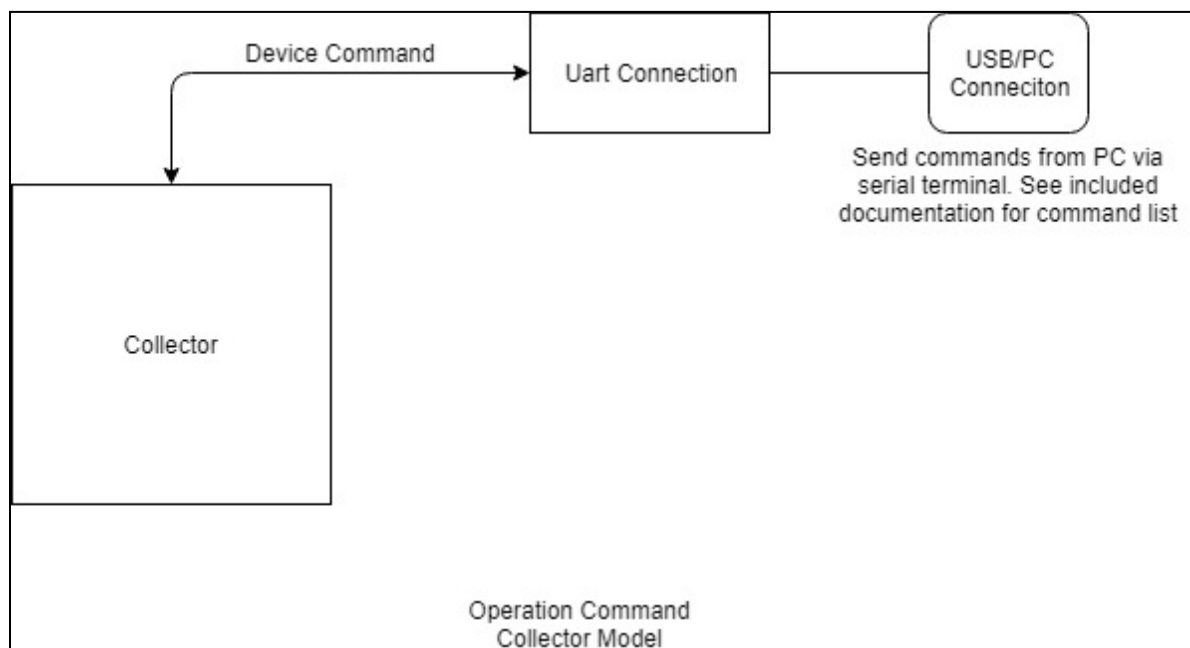 Device Command
Uart Connection
USB/PC
Conneciton
Send commands from PC via
serial terminal. See included
documentation for command list
Collector
Operation Command
Collector Model